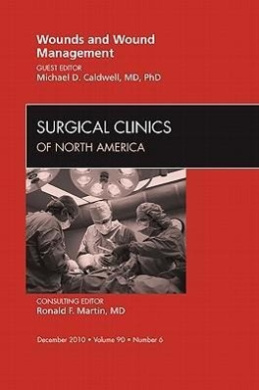 Wounds and Wound
Management
GUEST EDITOR
Michael D. Caldwell, MD, PhD
SURGICAL CLINICS
OF NORTH AMERICA
CONSULTING EDITOR
Ronald F. Martin, MD
December 2010 • Volume 90 • Number 6